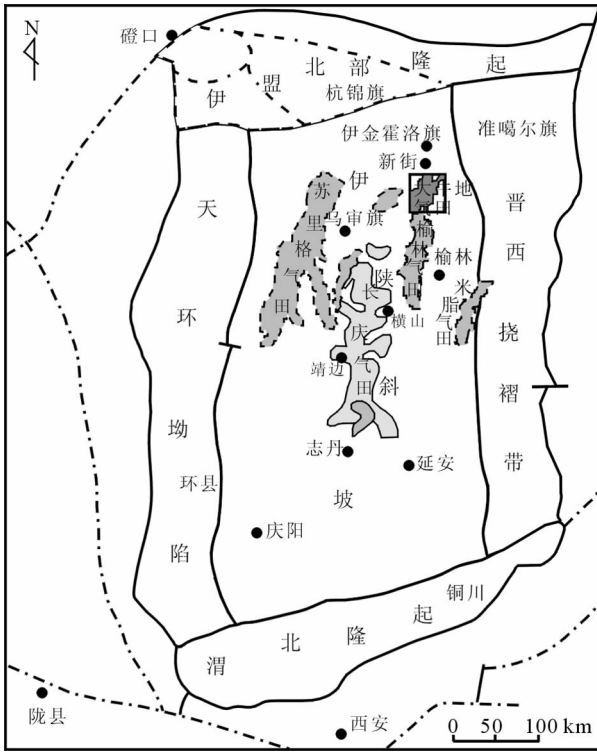 N
磴口
伊盟北部隆起
杭锦旗
伊金霍洛旗
准噶尔旗
新街
大牛地气田
苏里格气田
乌审旗
榆林气田
榆林
米脂气田
长庆气田
横山
靖边
志丹
延安
伊陕斜坡
天环坳陷
环县
庆阳
晋西挠褶带
渭北隆起
铜川
陇县
西安
0 50 100 km